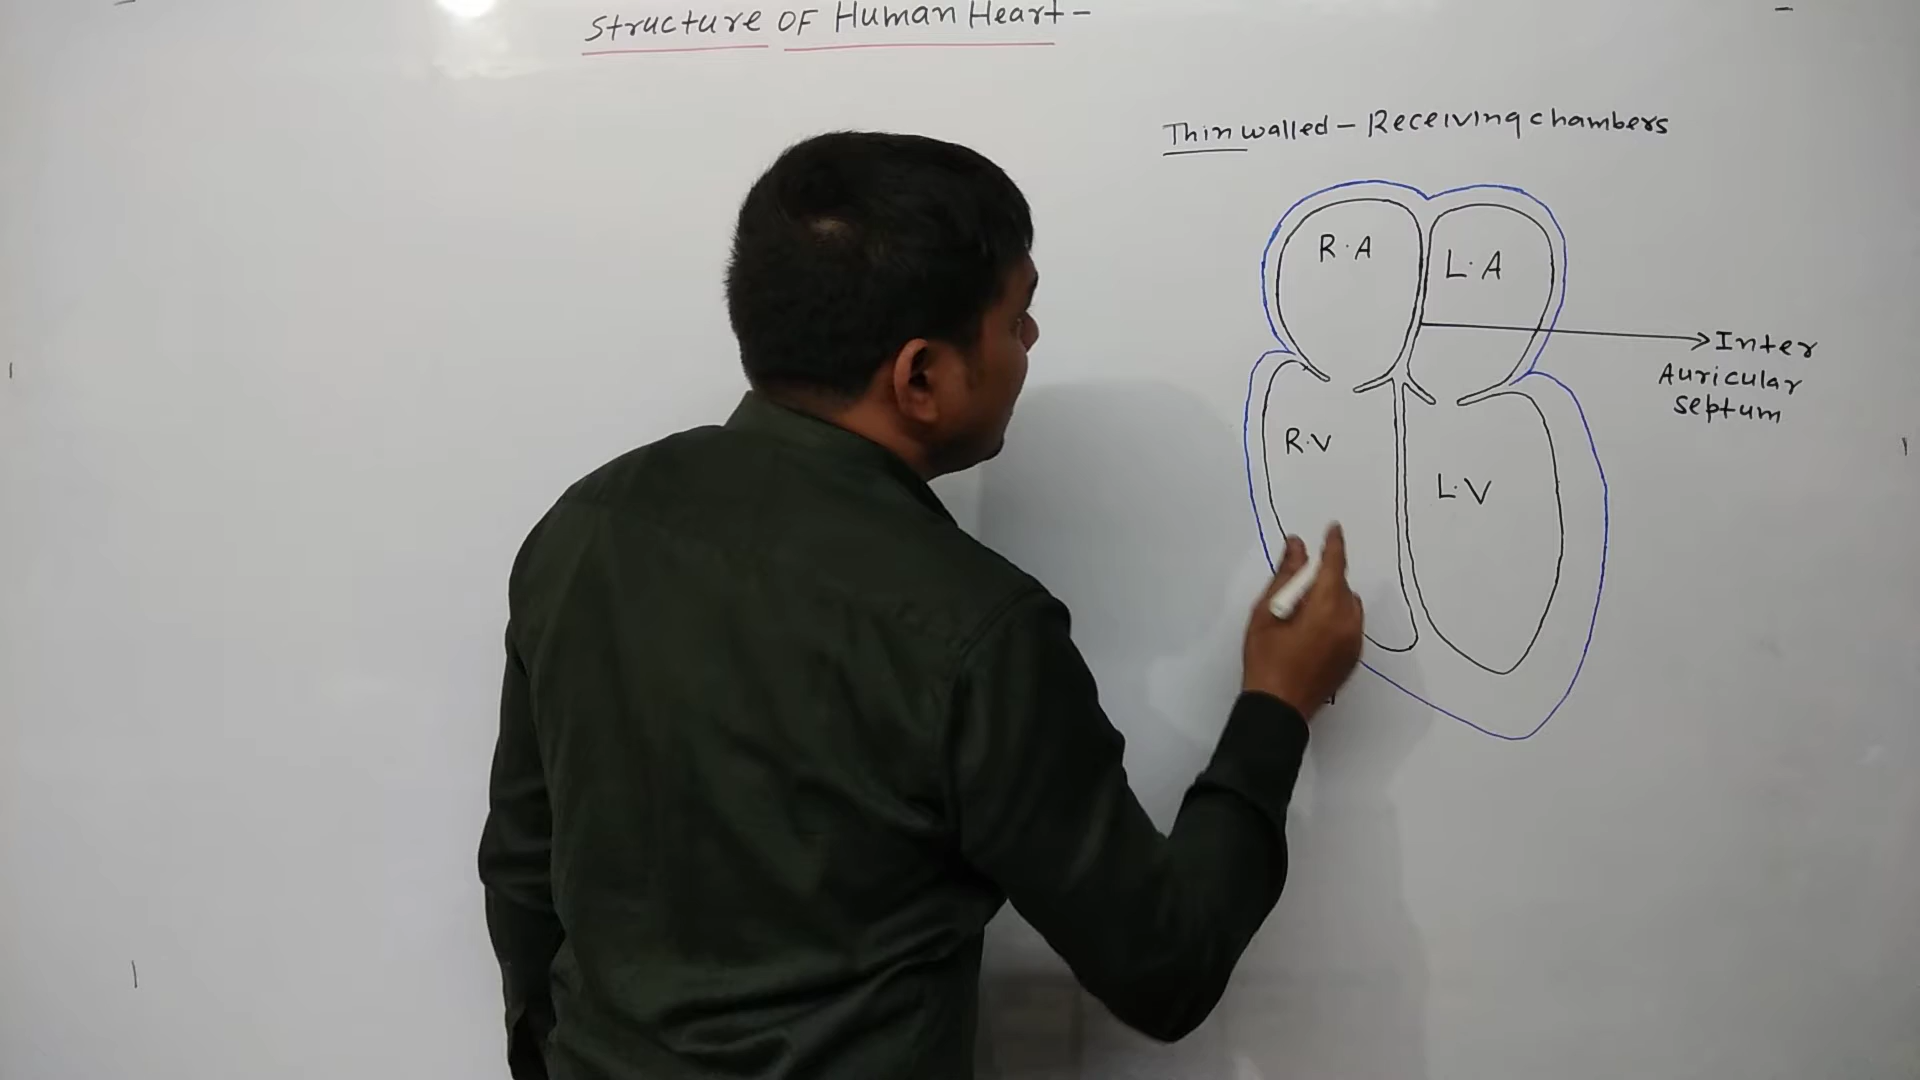 Structure OF Human Heart -
Thin walled - Receiving chambers
R.A
L.A
Inter
Auricular
Septum
R.V
L.V